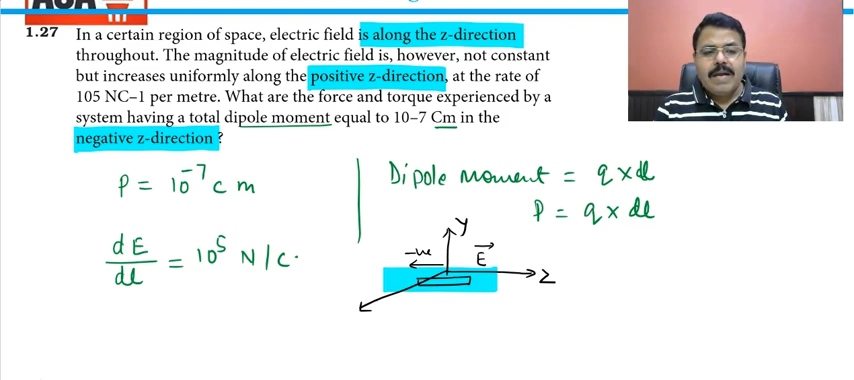 1.27 In a certain region of space, electric field is along the z-direction
throughout. The magnitude of electric field is, however, not constant
but increases uniformly along the positive z-direction, at the rate of
105 NC–1 per metre. What are the force and torque experienced by a
system having a total dipole moment equal to 10–7 Cm in the
negative z-direction ?
P = 10⁻⁷ c m
Dipole Moment = q x dl
P = q x dl
dE/dl = 10⁵ N/C.
y
-ve
E
Z